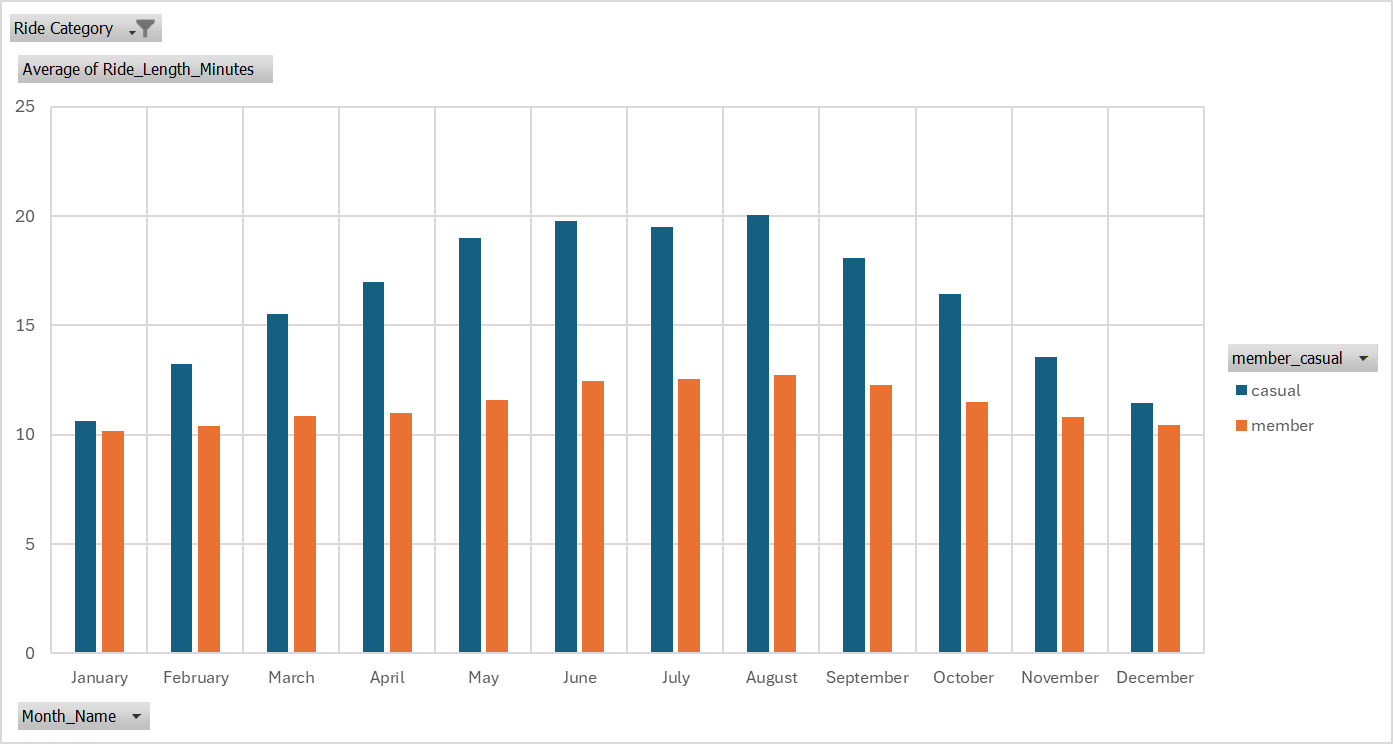 Ride Category
Average of Ride_Length_Minutes
25
20
15
10
5
0
January February March April May June July August September October November December
member_casual
casual
member
Month_Name